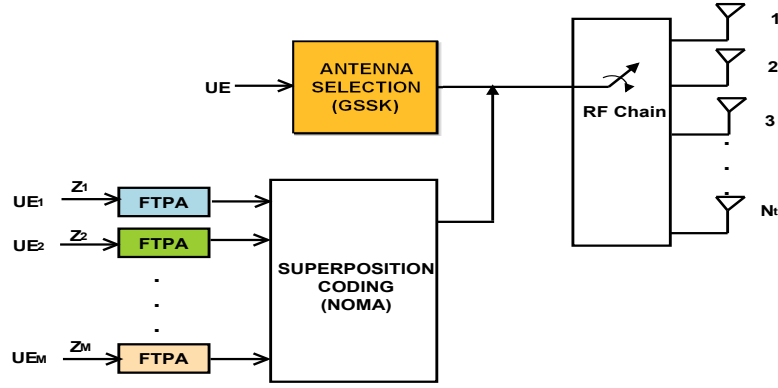 UE
ANTENNA
SELECTION
(GSSK)
RF Chain
1
2
3
Nt
UE1
Z1
FTPA
UE2
Z2
FTPA
UEM
ZM
FTPA
SUPERPOSITION
CODING
(NOMA)